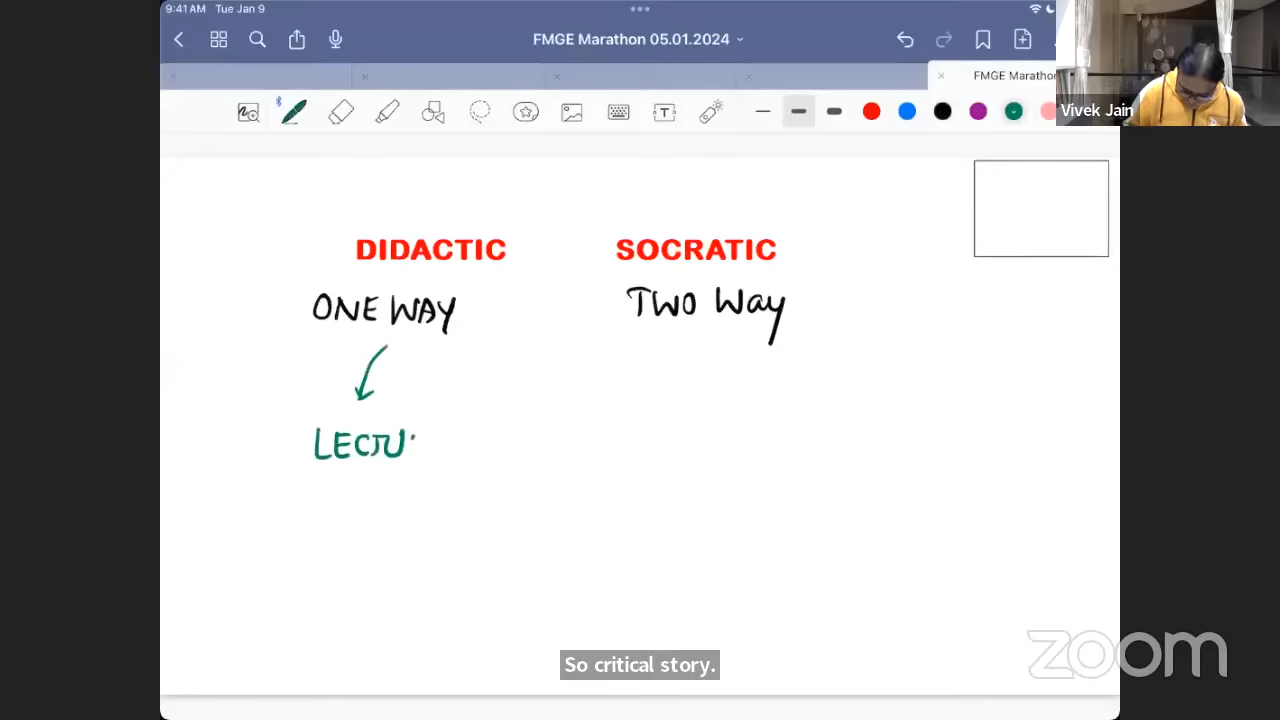 9:41 AM Tue Jan 9
FMGE Marathon 05.01.2024
FMGE Marathon
Vivek Jain
DIDACTIC SOCRATIC
ONE WAY TWO Way
LECTU
So critical story.
zoom